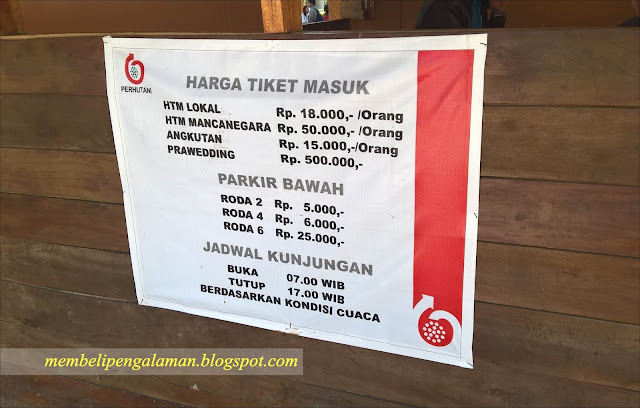 PERHUTANI
HARGA TIKET MASUK
HTM LOKAL Rp. 18.000,- /Orang
HTM MANCANEGARA Rp. 50.000,- /Orang
ANGKUTAN Rp. 15.000,-/Orang
PRAWEDDING Rp. 500.000,-
PARKIR BAWAH
RODA 2 Rp. 5.000,-
RODA 4 Rp. 6.000,-
RODA 6 Rp. 25.000,-
JADWAL KUNJUNGAN
BUKA 07.00 WIB
TUTUP 17.00 WIB
BERDASARKAN KONDISI CUACA
membelipengalaman.blogspot.com